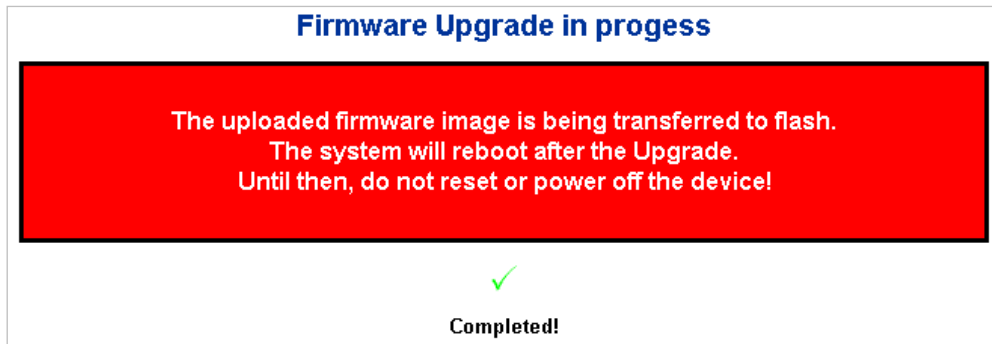 Firmware Upgrade in progess
The uploaded firmware image is being transferred to flash.
The system will reboot after the Upgrade.
Until then, do not reset or power off the device!
Completed!